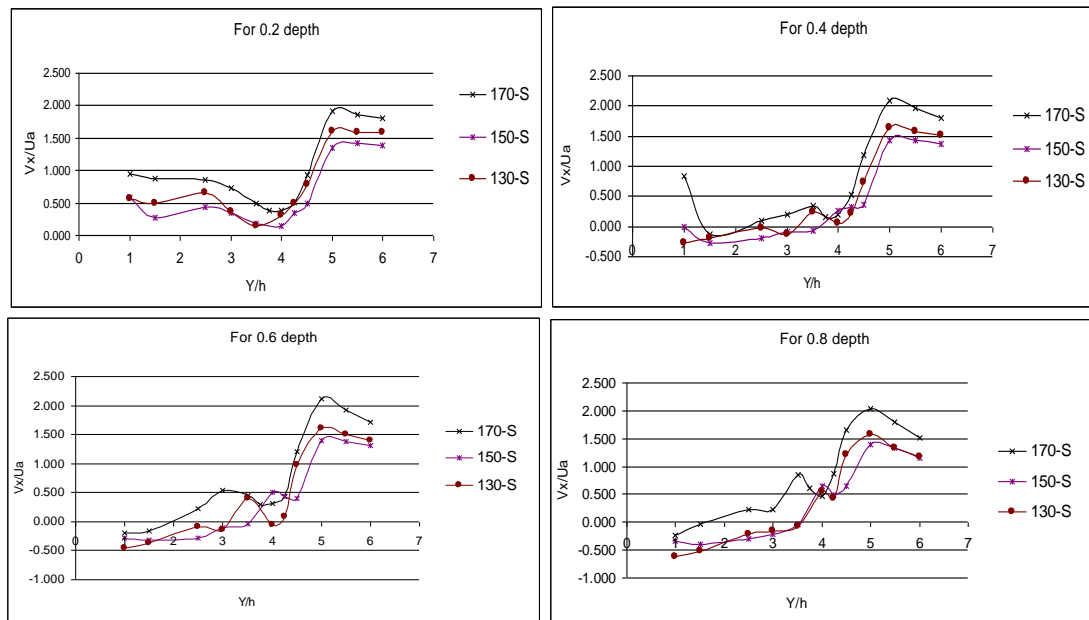 For 0.2 depth
2.500
2.000
1.500
1.000
0.500
0.000
Vx/Ua
0 1 2 3 4 5 6 7
Y/h
170-S
150-S
130-S
For 0.4 depth
2.500
2.000
1.500
1.000
0.500
0.000
-0.500
Vx/Ua
0 1 2 3 4 5 6 7
Y/h
170-S
150-S
130-S
For 0.6 depth
2.500
2.000
1.500
1.000
0.500
0.000
-0.500
-1.000
Vx/Ua
0 1 2 3 4 5 6 7
Y/h
170-S
150-S
130-S
For 0.8 depth
2.500
2.000
1.500
1.000
0.500
0.000
-0.500
-1.000
Vx/Ua
0 1 2 3 4 5 6 7
Y/h
170-S
150-S
130-S